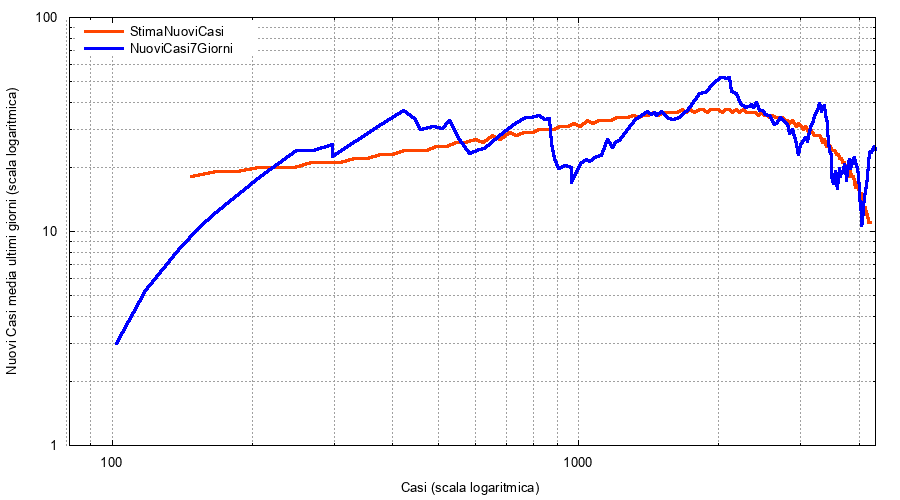 100
StimaNuoviCasi
NuoviCasi7Giorni
Nuovi Casi media ultimi giorni (scala logaritmica)
10
1
100
1000
Casi (scala logaritmica)